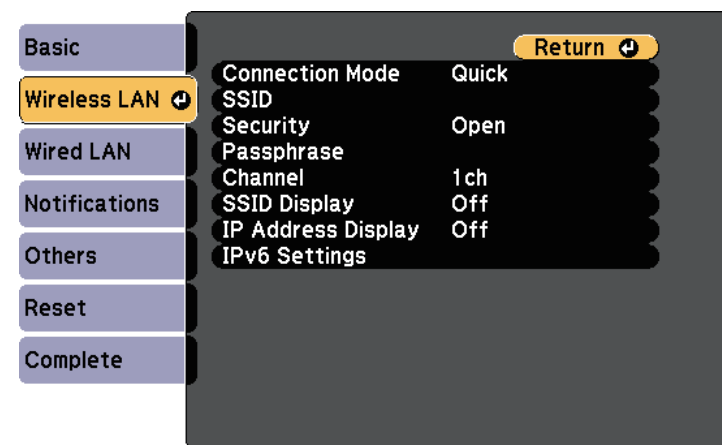 Basic
Wireless LAN
Wired LAN
Notifications
Others
Reset
Complete
Return
Connection Mode Quick
SSID
Security Open
Passphrase
Channel 1ch
SSID Display Off
IP Address Display Off
IPv6 Settings